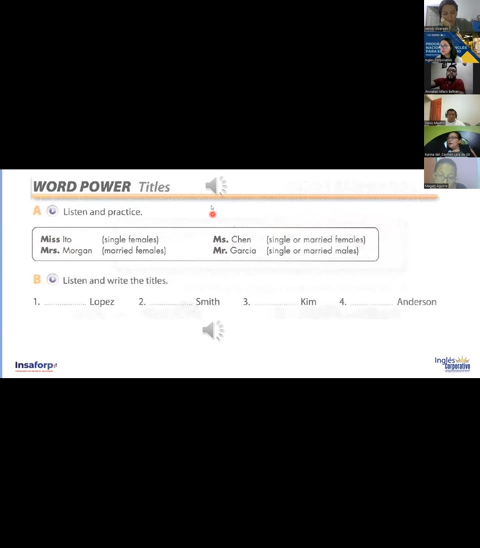 WORD POWER Titles
A Listen and practice.
Miss Ito (single females) Ms. Chen (single or married females)
Mrs. Morgan (married females) Mr. Garcia (single or married males)
B Listen and write the titles.
1. .................. Lopez 2. .................. Smith 3. .................. Kim 4. .................. Anderson
Insaforp
Inglés
corporativo